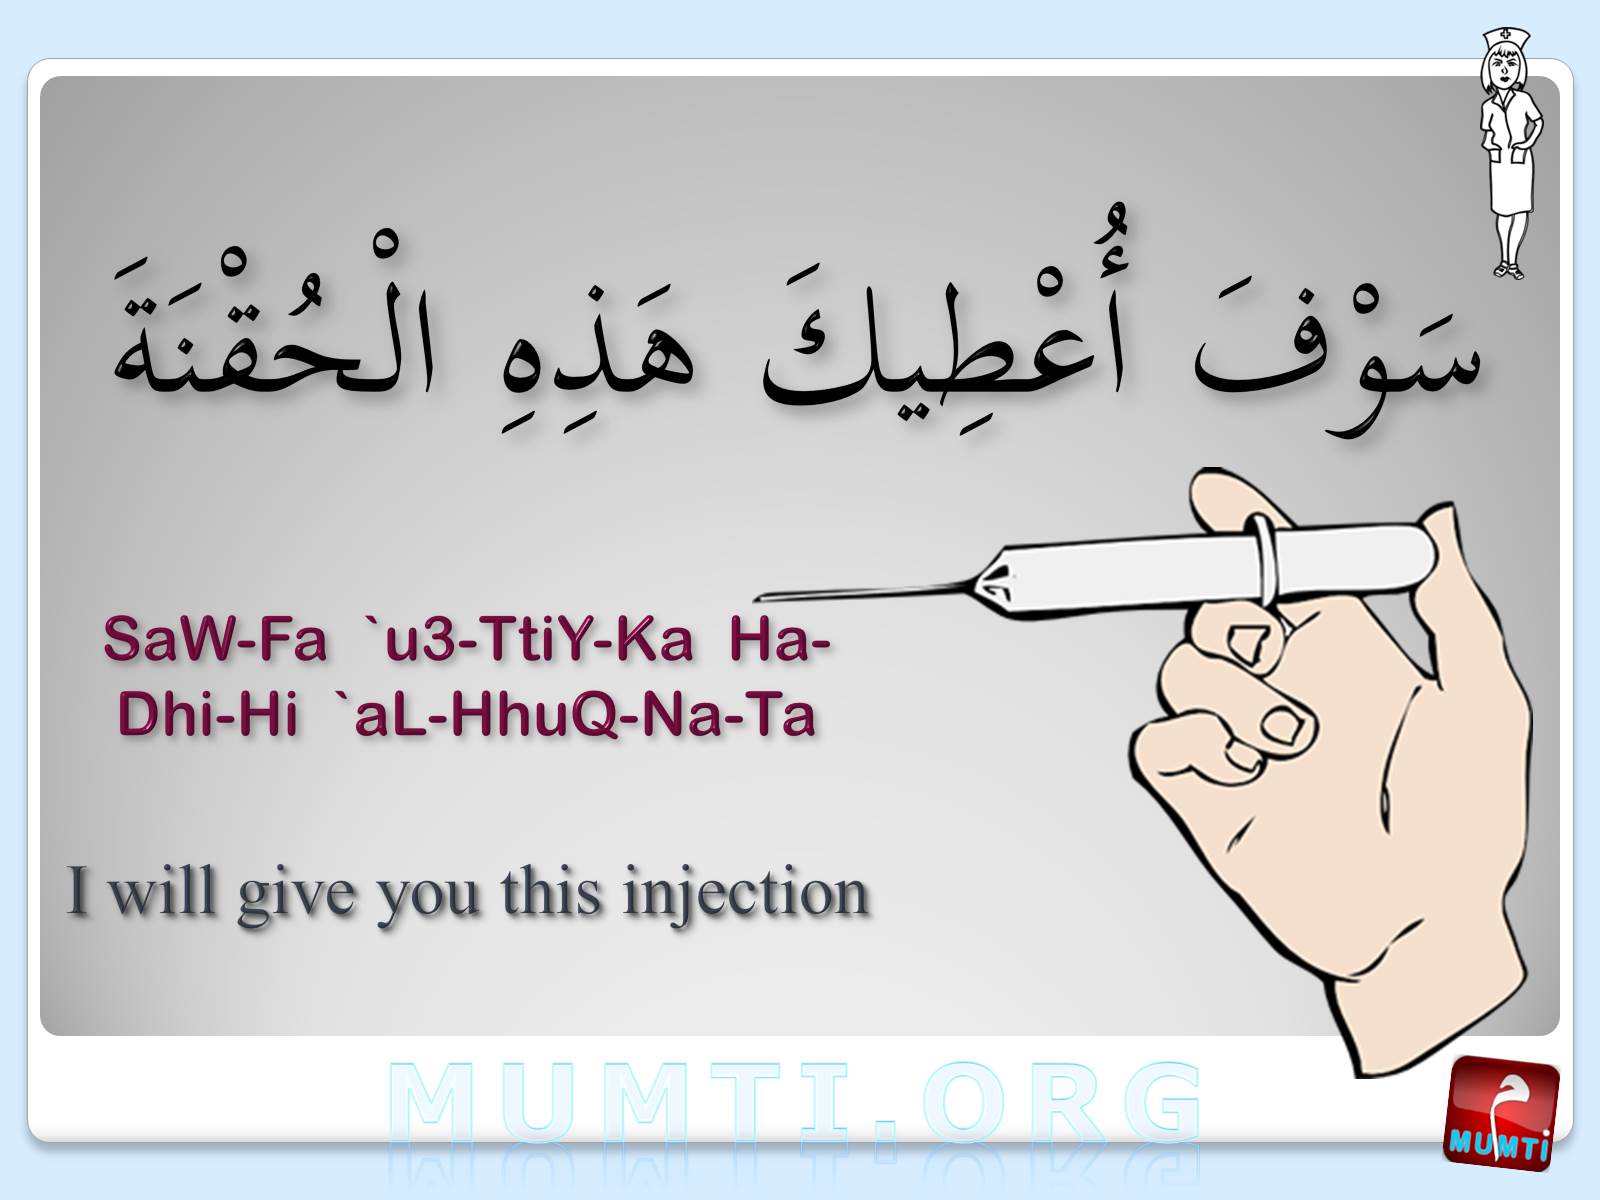 سَوْفَ أُعْطِيكَ هَذِهِ الْحُقْنَةَ
SaW-Fa `u3-TtiY-Ka Ha-
Dhi-Hi `aL-HhuQ-Na-Ta
I will give you this injection
MUMTI.ORG
م
MUMTi